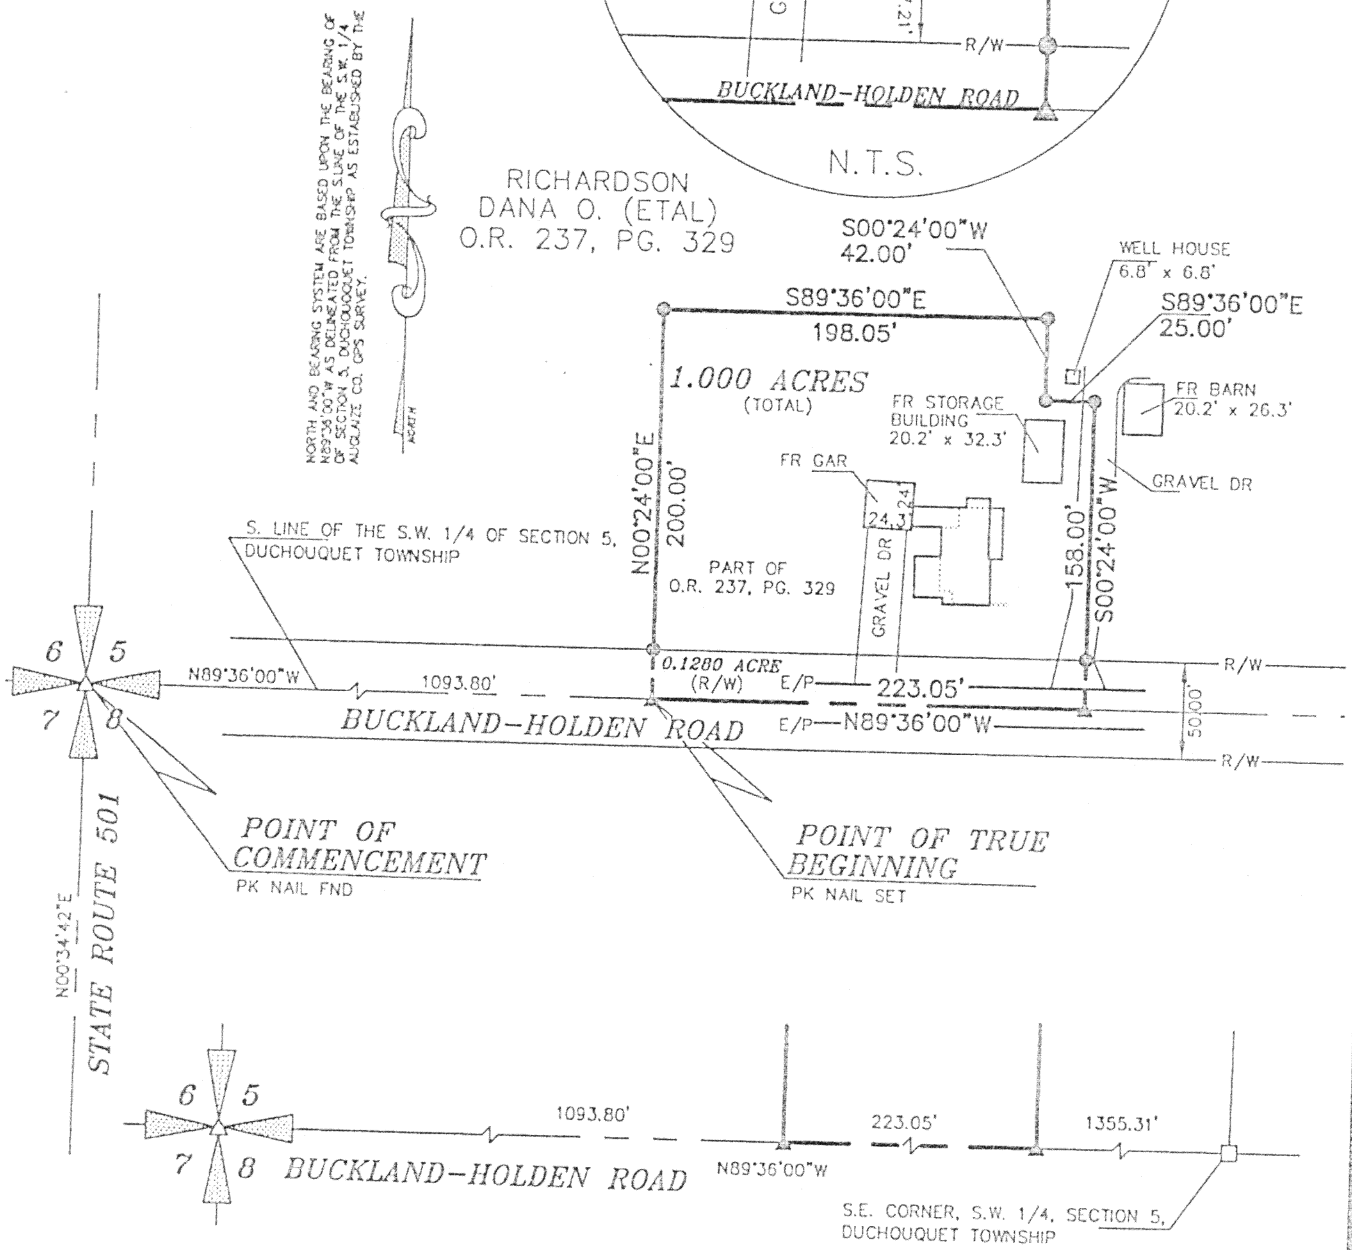 G
7.21'
R/W
BUCKLAND-HOLDEN ROAD
N.T.S.
NORTH AND BEARING SYSTEM ARE BASED UPON THE BEARING OF
N89°36'00"W AS DELINEATED FROM THE S.LINE OF THE S.W. 1/4
OF SECTION 5, DUCHOUQUET TOWNSHIP AS ESTABLISHED BY THE
AUGLAIZE CO. GPS SURVEY.
NORTH
RICHARDSON
DANA O. (ETAL)
O.R. 237, PG. 329
S00°24'00"W
42.00'
WELL HOUSE
6.8' x 6.8'
S89°36'00"E
198.05'
S89°36'00"E
25.00'
1.000 ACRES
(TOTAL)
FR STORAGE
BUILDING
20.2' x 32.3'
FR BARN
20.2' x 26.3'
FR GAR
24'
24.3'
GRAVEL DR
GRAVEL DR
N00°24'00"E
200.00'
158.00'
S00°24'00"W
S. LINE OF THE S.W. 1/4 OF SECTION 5,
DUCHOUQUET TOWNSHIP
PART OF
O.R. 237, PG. 329
6 5
7 8
N89°36'00"W
1093.80'
0.1280 ACRE
(R/W)
E/P
223.05'
R/W
BUCKLAND-HOLDEN ROAD
E/P
N89°36'00"W
50.00'
R/W
POINT OF
COMMENCEMENT
PK NAIL FND
POINT OF TRUE
BEGINNING
PK NAIL SET
N00°34'42"E
STATE ROUTE 501
6 5
7 8
1093.80'
223.05'
1355.31'
BUCKLAND-HOLDEN ROAD
N89°36'00"W
S.E. CORNER, S.W. 1/4, SECTION 5,
DUCHOUQUET TOWNSHIP